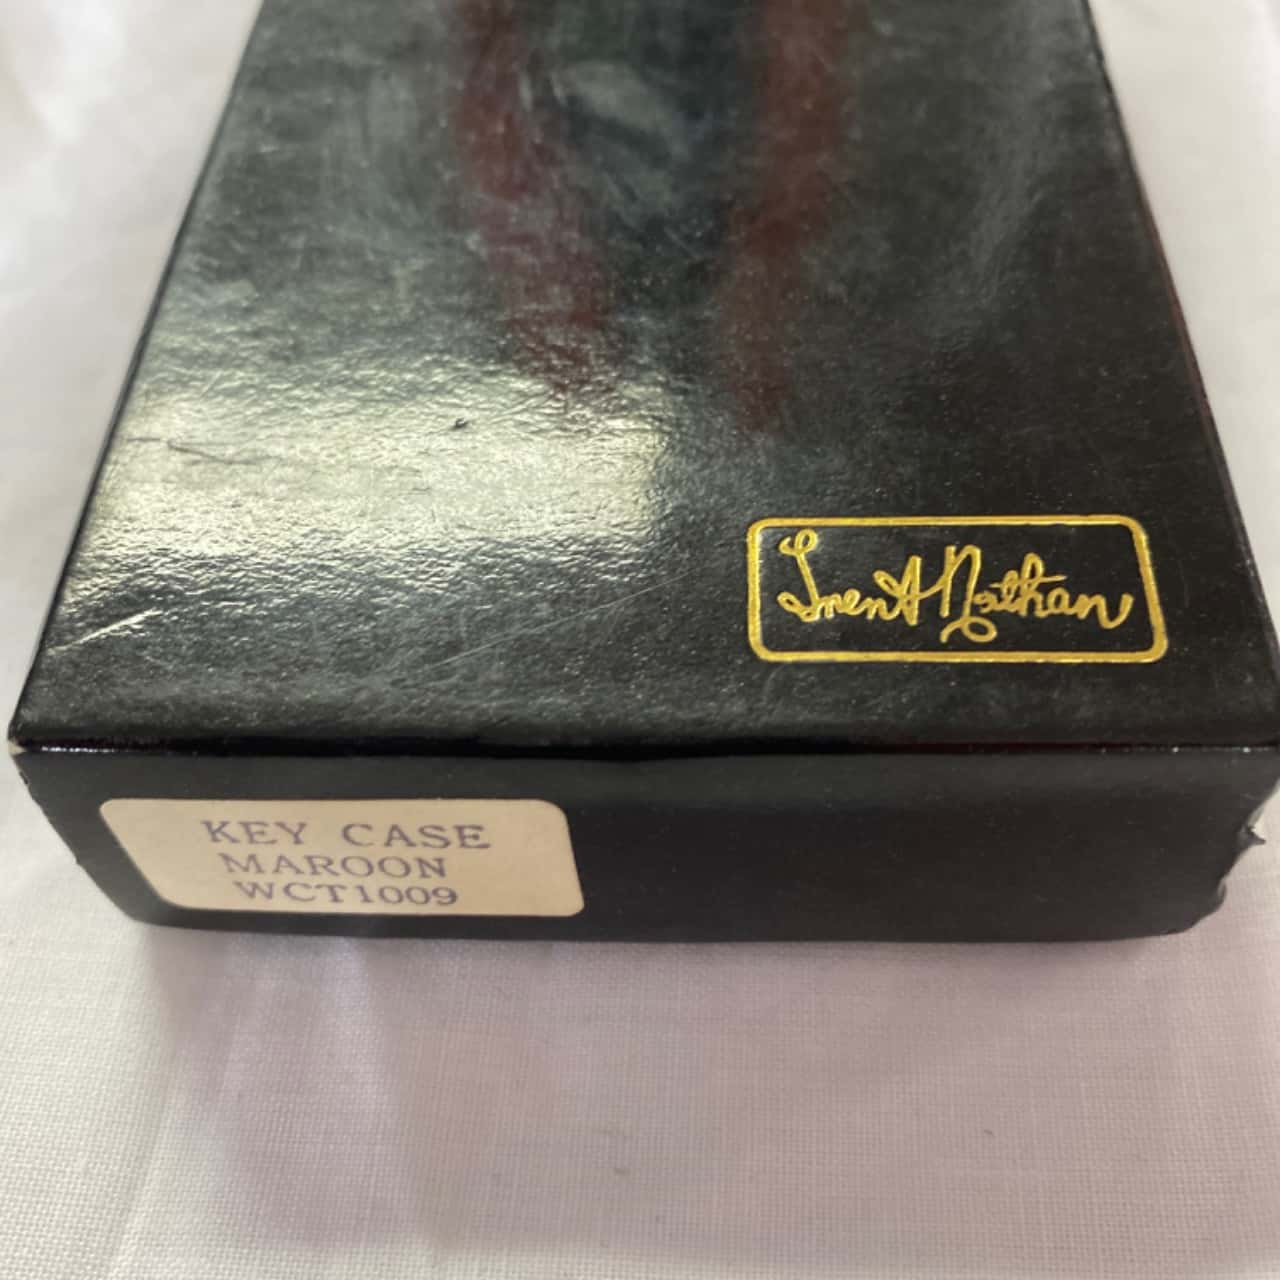 Trent Nathan
KEY CASE
MAROON
WCT1009